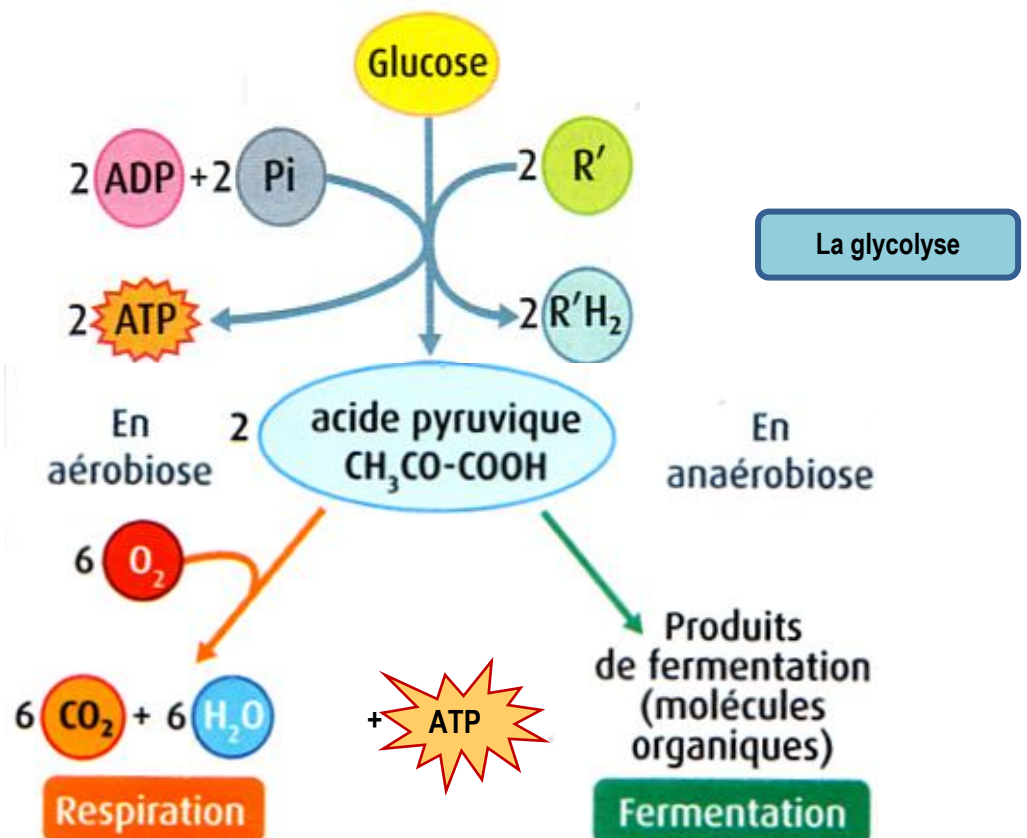 Glucose
2 ADP + 2 Pi
2 R'
La glycolyse
2 ATP
2 R'H₂
En
aérobiose
2
acide pyruvique
CH₃CO-COOH
En
anaérobiose
6 O₂
Produits
de fermentation
(molécules
organiques)
6 CO₂ + 6 H₂O
+ ATP
Respiration
Fermentation